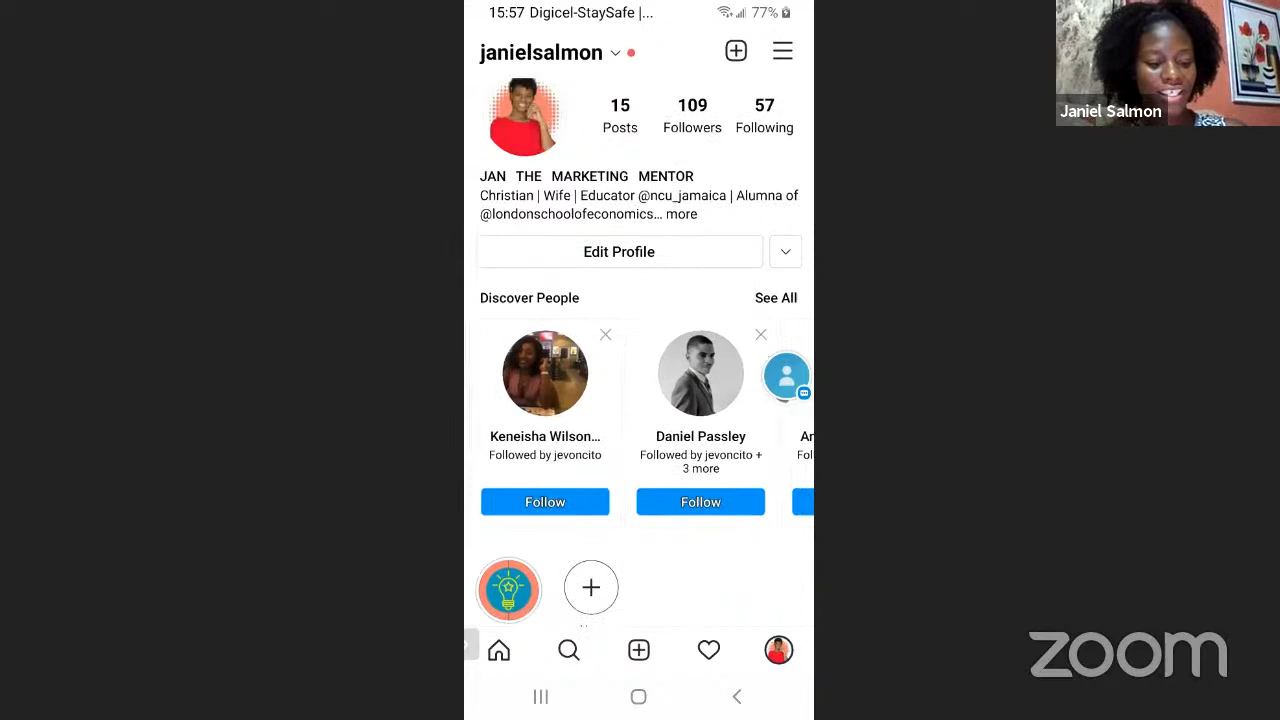 15:57 Digicel-StaySafe |...
77%
janielsalmon
15
109
57
Posts
Followers
Following
JAN THE MARKETING MENTOR
Christian | Wife | Educator @ncu_jamaica | Alumna of
@londonschoolofeconomics... more
Edit Profile
Discover People
See All
Keneisha Wilson...
Followed by jevoncito
Follow
Daniel Passley
Followed by jevoncito +
3 more
Follow
Janiel Salmon
zoom